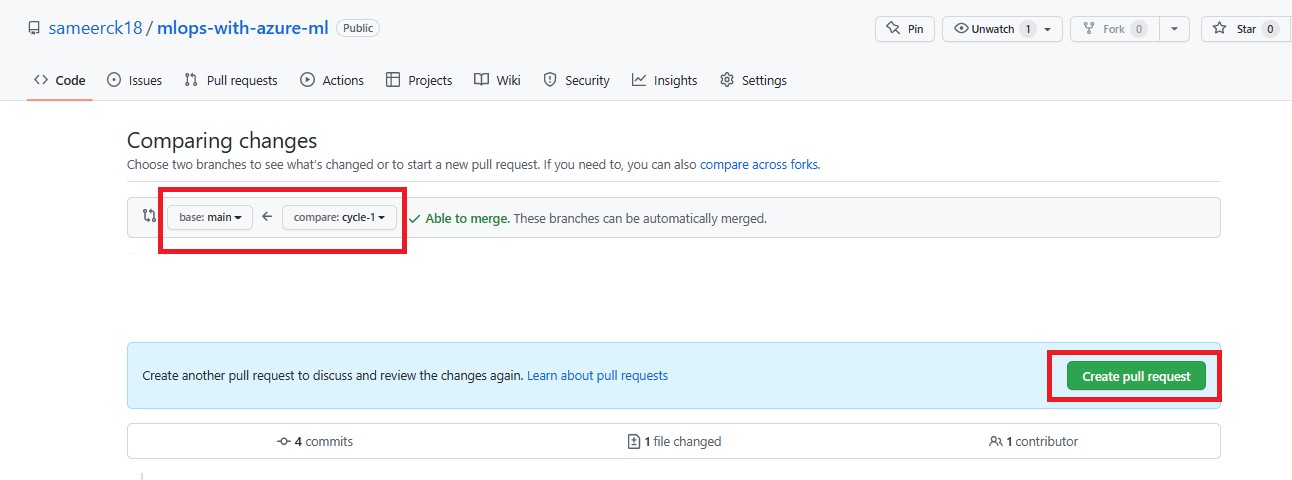 sameerck18 / mlops-with-azure-ml Public Pin Unwatch 1 Fork 0 Star 0
Code Issues Pull requests Actions Projects Wiki Security Insights Settings
Comparing changes
Choose two branches to see what's changed or to start a new pull request. If you need to, you can also compare across forks.
base: main compare: cycle-1 Able to merge. These branches can be automatically merged.
Create another pull request to discuss and review the changes again. Learn about pull requests Create pull request
4 commits 1 file changed 1 contributor